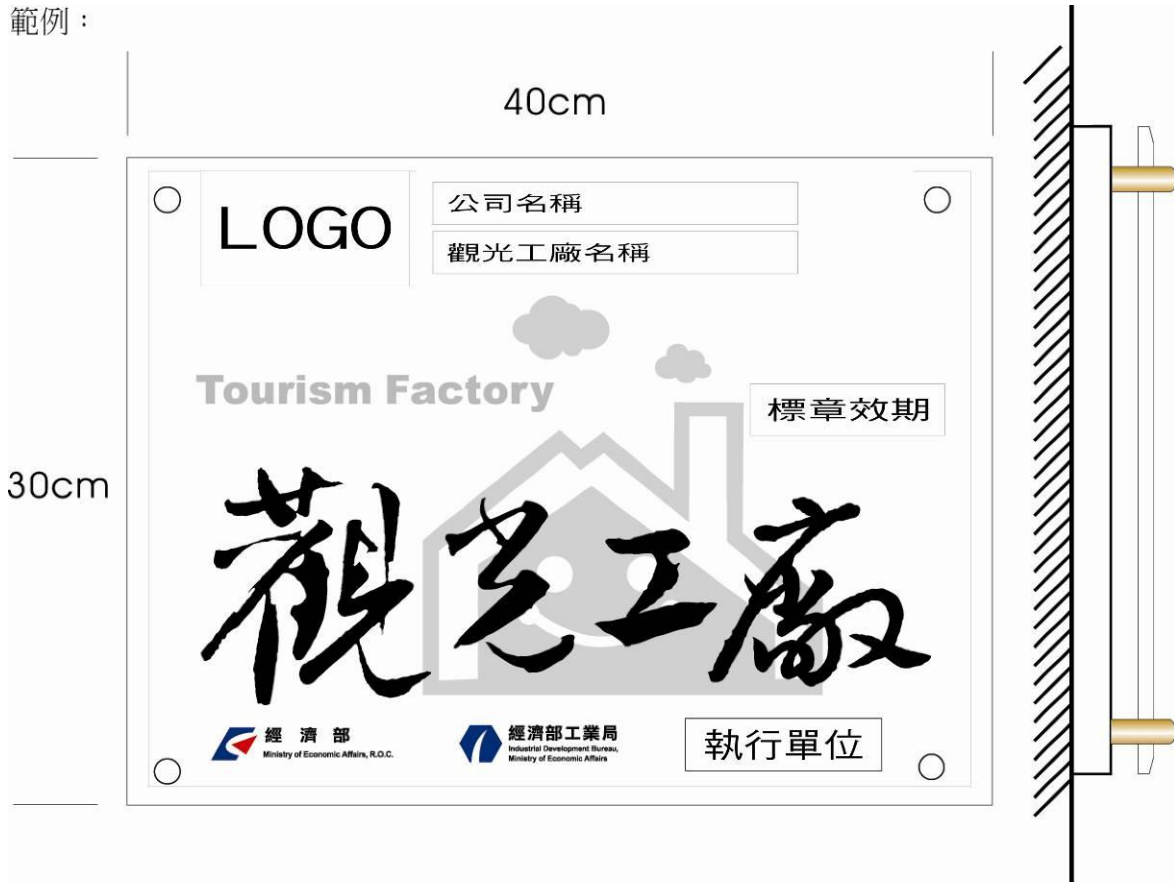 範例：
40cm
LOGO
公司名稱
觀光工廠名稱
Tourism Factory
標章效期
30cm
觀光工廠
經濟部
Ministry of Economic Affairs, R.O.C.
經濟部工業局
Industrial Development Bureau,
Ministry of Economic Affairs
執行單位